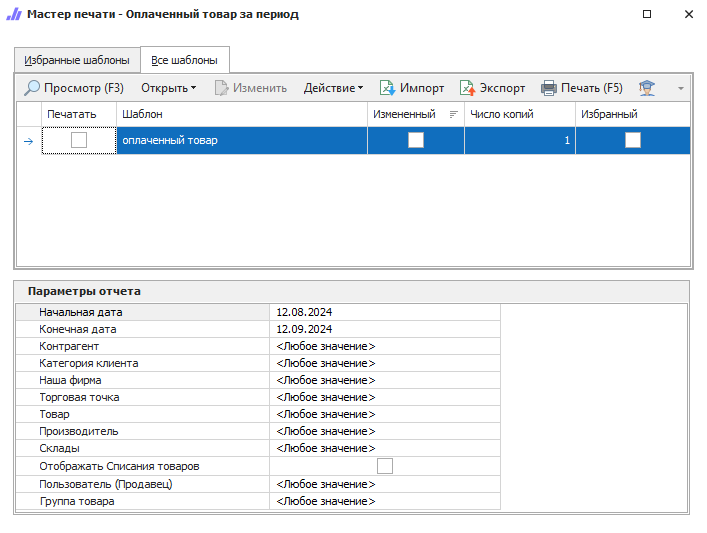 Мастер печати - Оплаченный товар за период
Избранные шаблоны Все шаблоны
Просмотр (F3) Открыть Изменить Действие Импорт Экспорт Печать (F5)
Печатать Шаблон Измененный Число копий Избранный
оплаченный товар 1
Параметры отчета
Начальная дата 12.08.2024
Конечная дата 12.09.2024
Контрагент <Любое значение>
Категория клиента <Любое значение>
Наша фирма <Любое значение>
Торговая точка <Любое значение>
Товар <Любое значение>
Производитель <Любое значение>
Склады <Любое значение>
Отображать Списания товаров
Пользователь (Продавец) <Любое значение>
Группа товара <Любое значение>